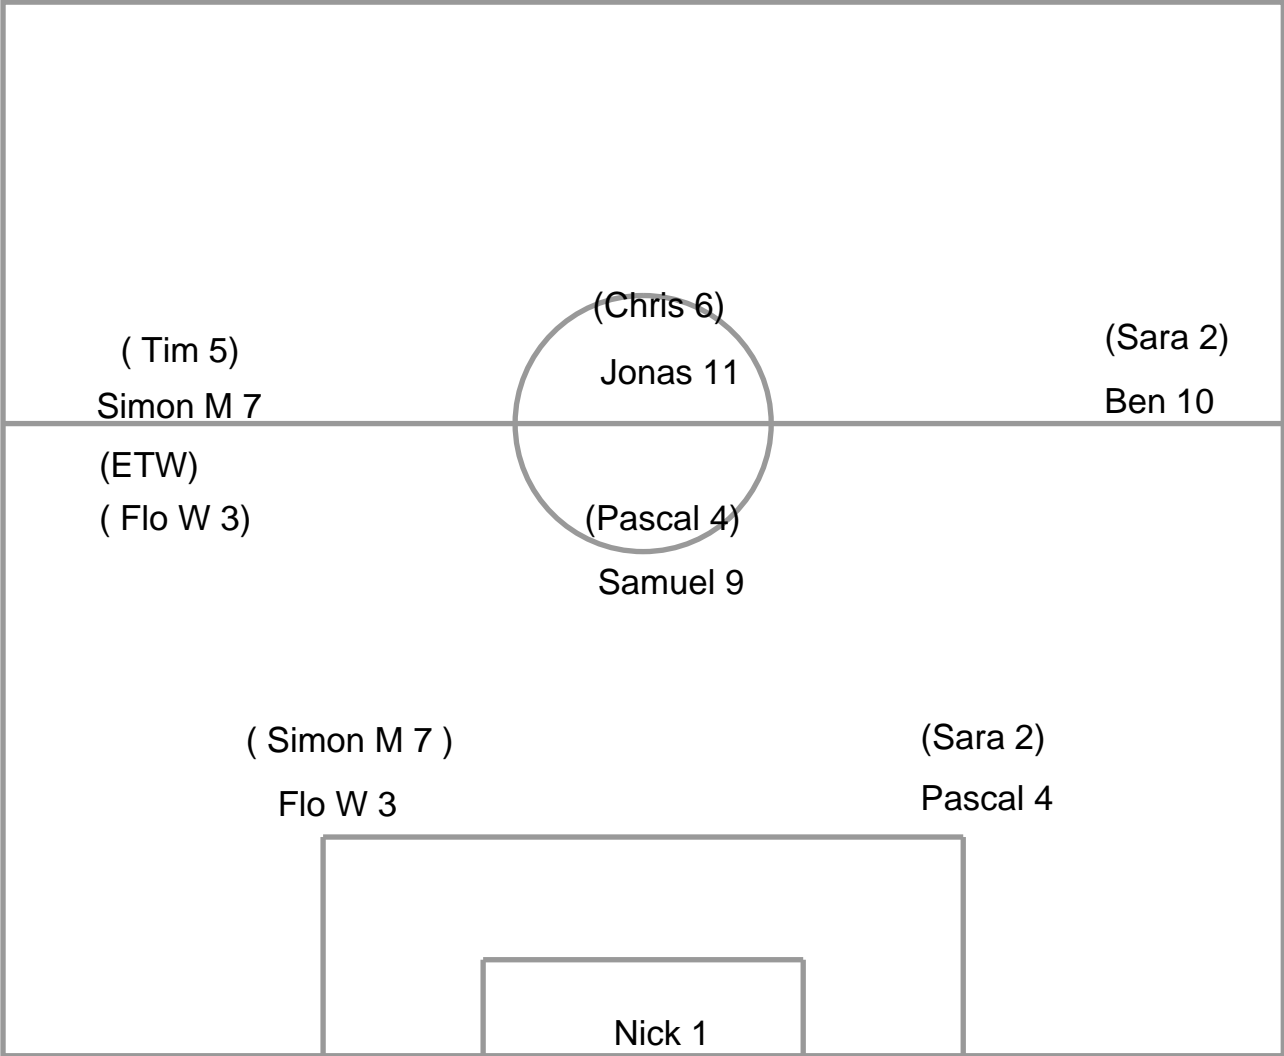 (Chris 6)
(Sara 2)
( Tim 5)
Jonas 11
Ben 10
Simon M 7
(ETW)
( Flo W 3)
(Pascal 4)
Samuel 9
( Simon M 7 )
(Sara 2)
Flo W 3
Pascal 4
Nick 1